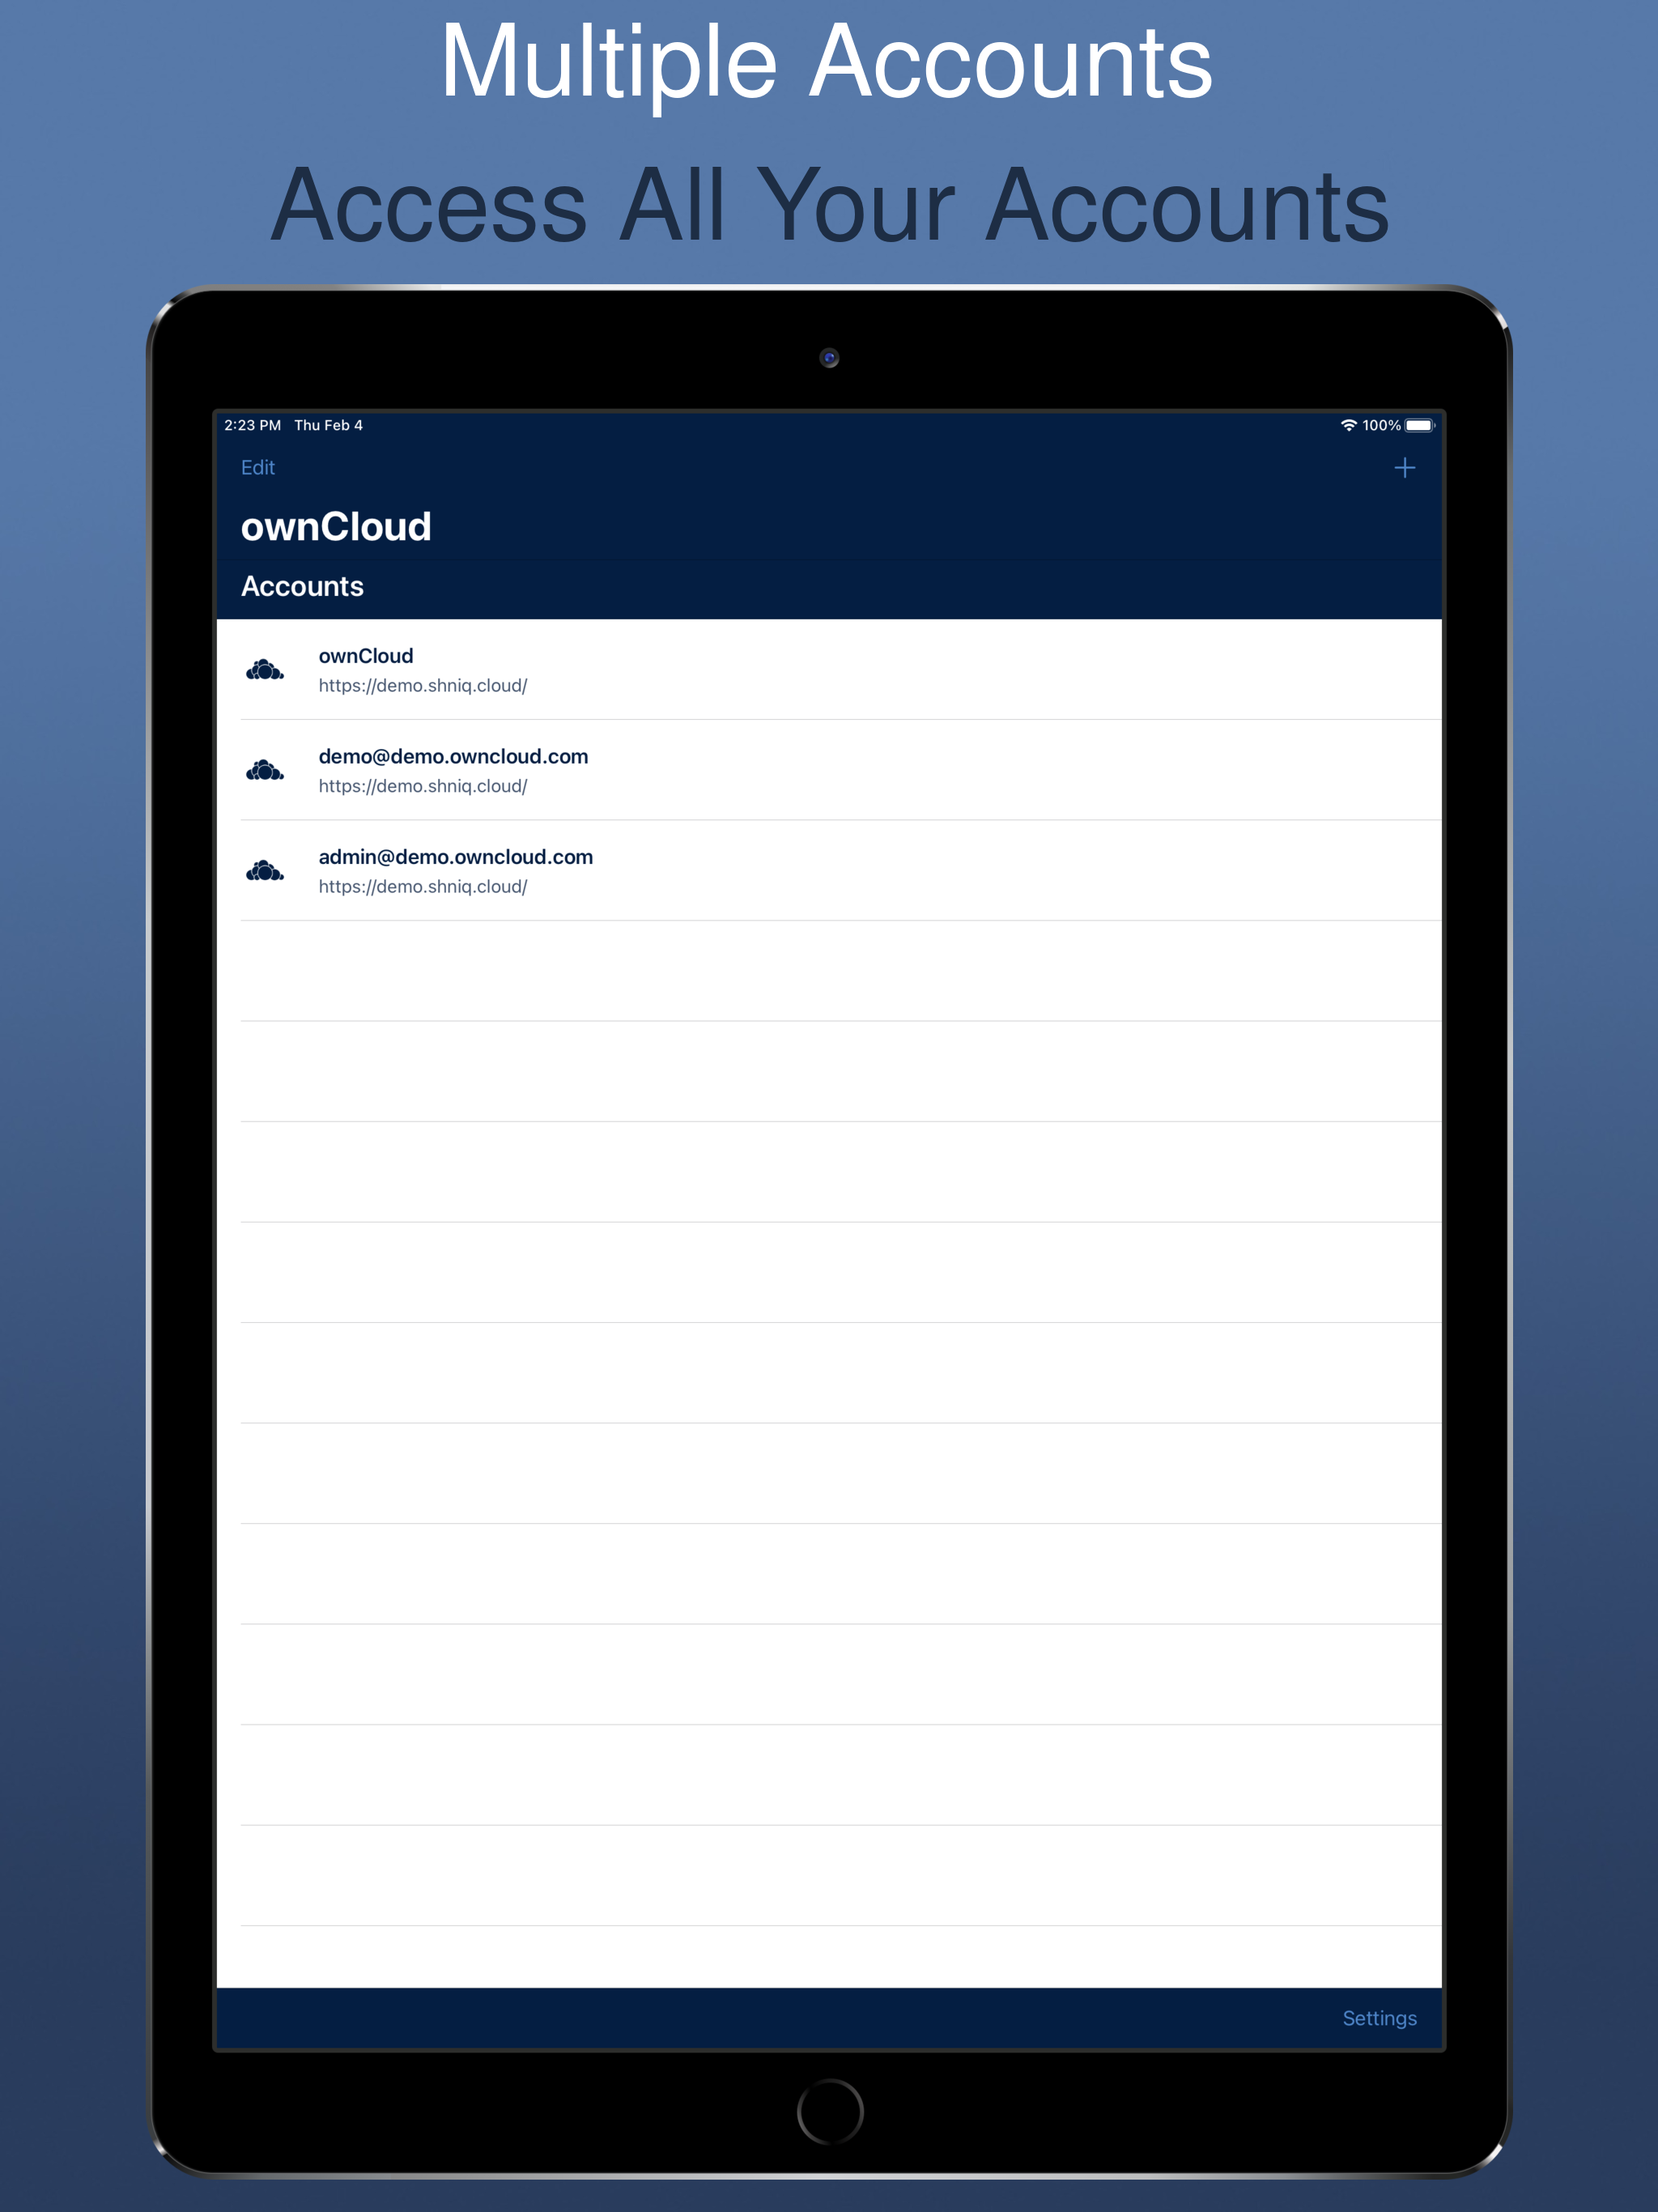 Multiple Accounts
Access All Your Accounts
2:23 PM Thu Feb 4 100%
Edit
ownCloud
Accounts
ownCloud
https://demo.shniq.cloud/
demo@demo.owncloud.com
https://demo.shniq.cloud/
admin@demo.owncloud.com
https://demo.shniq.cloud/
Settings